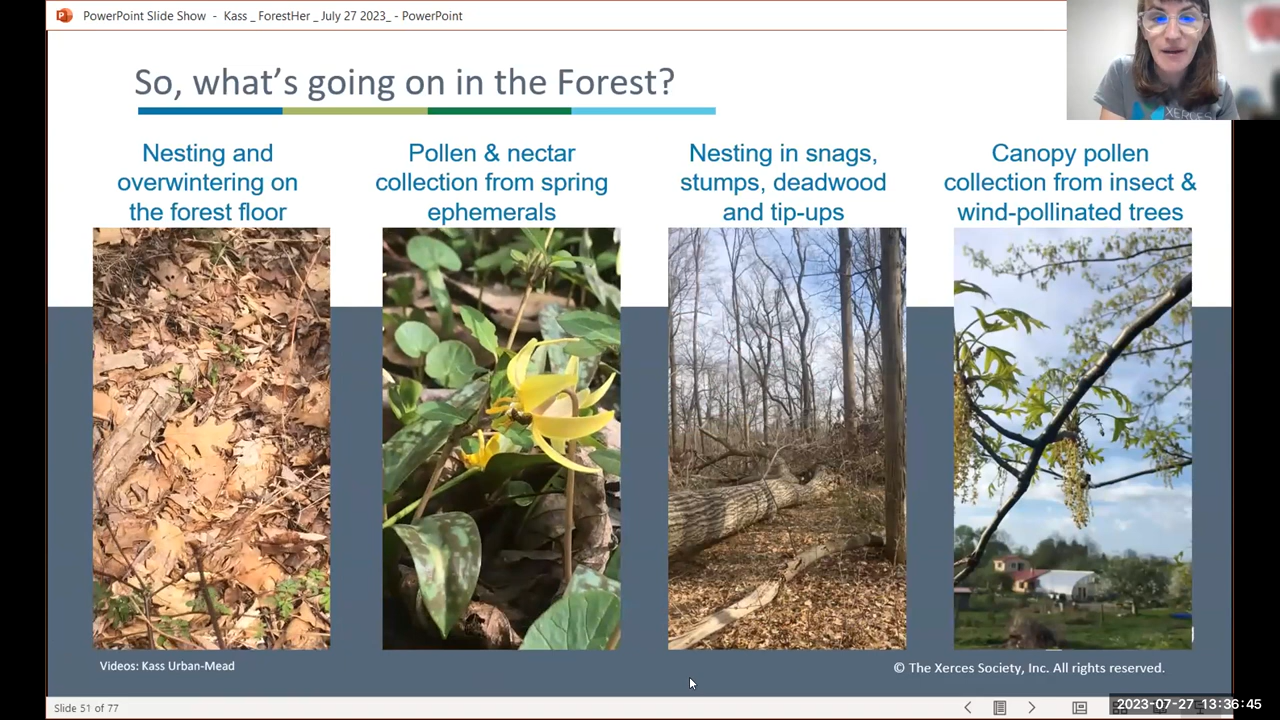 PowerPoint Slide Show - Kass _ ForestHer _ July 27 2023_ - PowerPoint
So, what's going on in the Forest?
Nesting and
overwintering on
the forest floor
Pollen & nectar
collection from spring
ephemerals
Nesting in snags,
stumps, deadwood
and tip-ups
Canopy pollen
collection from insect &
wind-pollinated trees
XERCES
Videos: Kass Urban-Mead
© The Xerces Society, Inc. All rights reserved.
Slide 51 of 77
2023-07-27 13:36:45